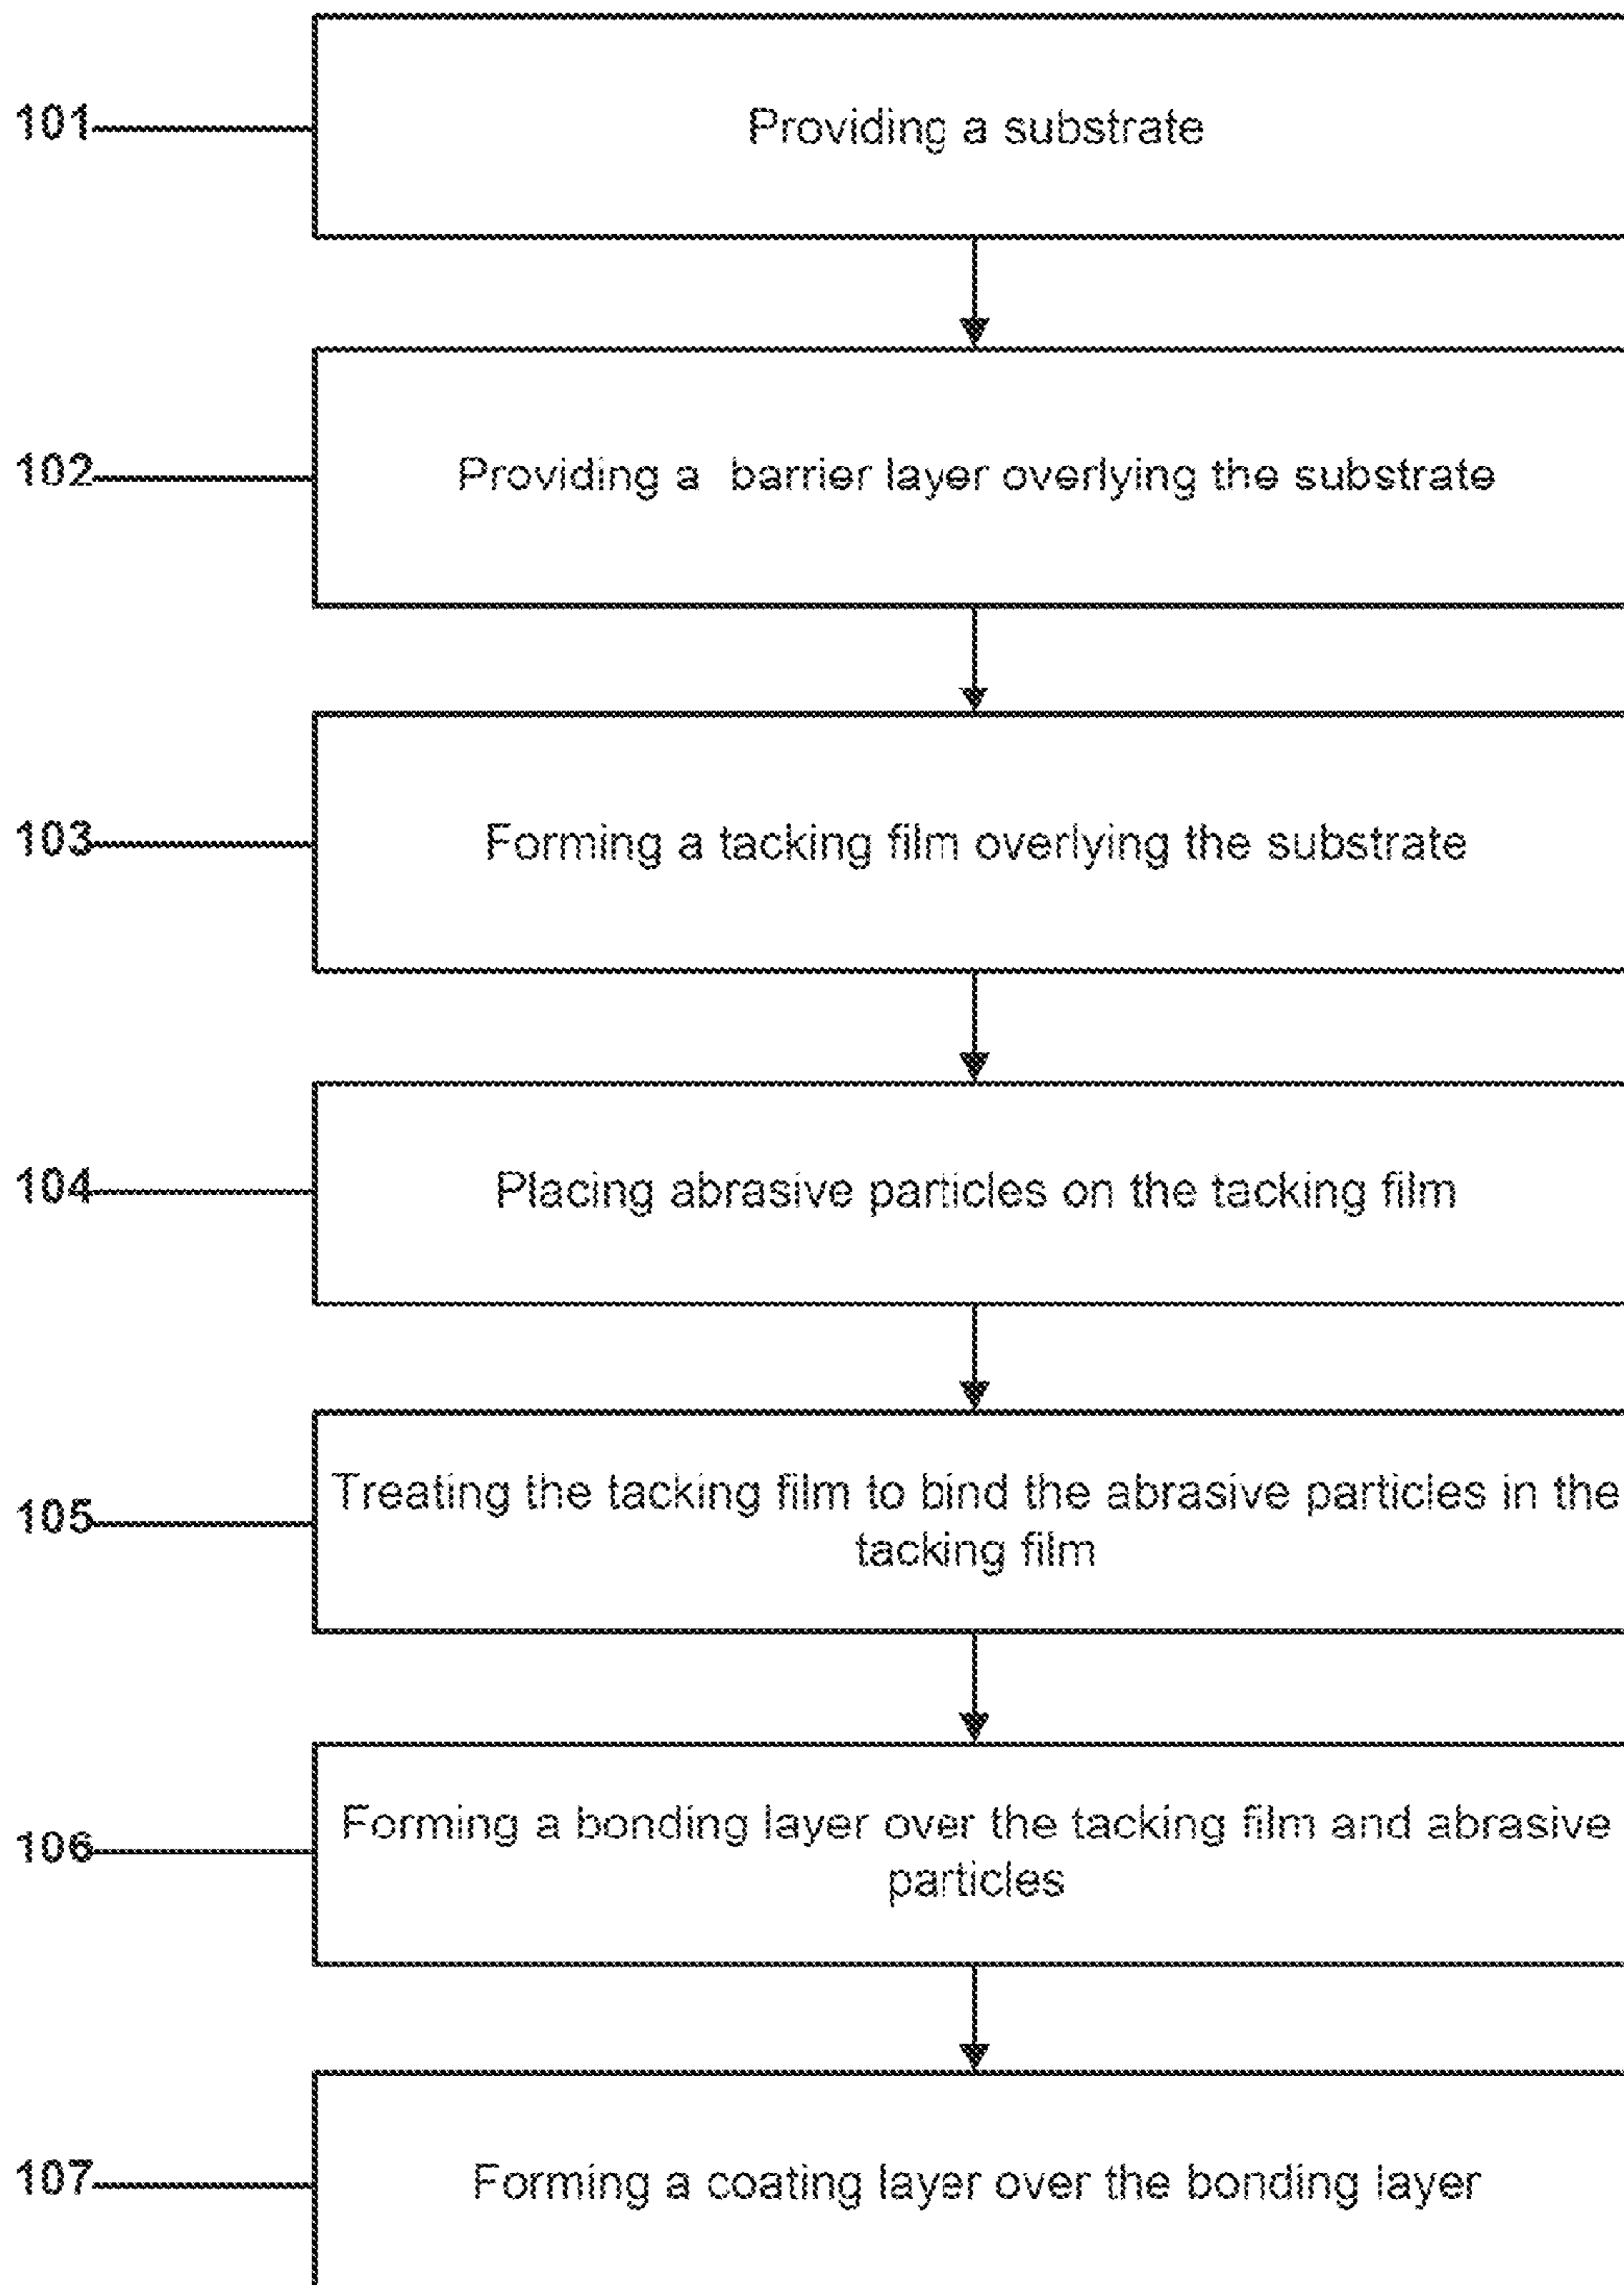 101
Providing a substrate
102
Providing a barrier layer overlying the substrate
103
Forming a tacking film overlying the substrate
104
Placing abrasive particles on the tacking film
105
Treating the tacking film to bind the abrasive particles in the
tacking film
106
Forming a bonding layer over the tacking film and abrasive
particles
107
Forming a coating layer over the bonding layer